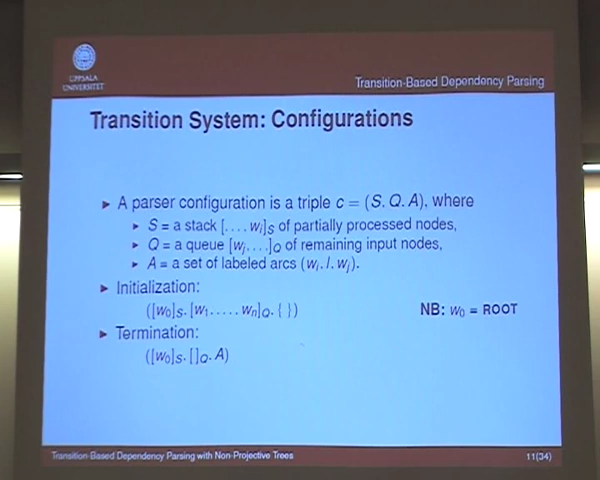 UPPSALA
UNIVERSITET
Transition-Based Dependency Parsing
Transition System: Configurations
A parser configuration is a triple c = (S, Q, A), where
S = a stack [. . . , wi]S of partially processed nodes,
Q = a queue [wj, . . .]Q of remaining input nodes,
A = a set of labeled arcs (wi, l, wj).
Initialization:
([w0]S, [w1, . . . , wn]Q, { })
NB: w0 = ROOT
Termination:
([w0]S, []Q, A)
Transition-Based Dependency Parsing with Non-Projective Trees
11(34)